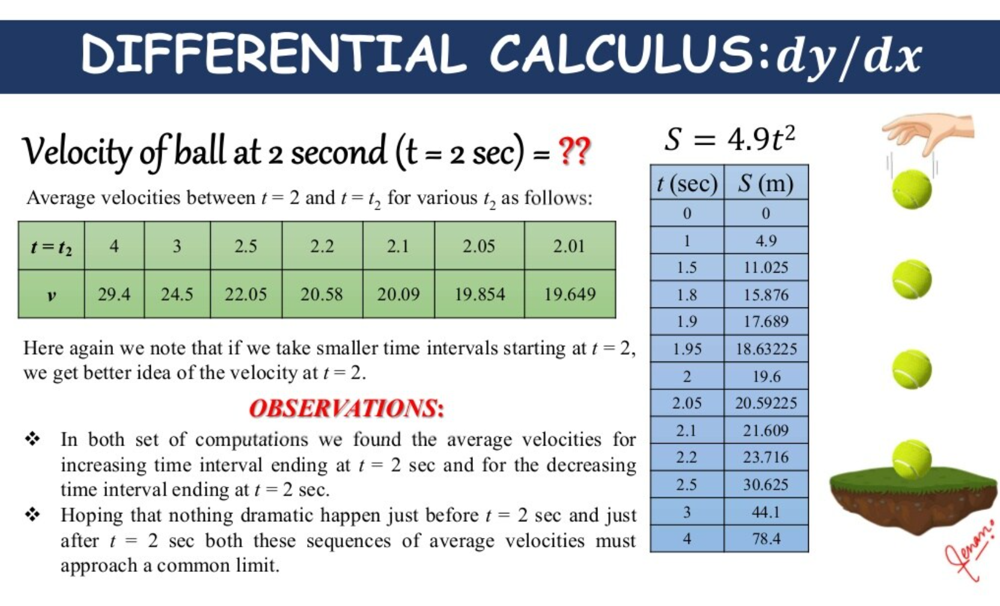 DIFFERENTIAL CALCULUS:dy/dx
Velocity of ball at 2 second (t = 2 sec) = ??
Average velocities between t = 2 and t = t₂ for various t₂ as follows:
t = t₂ 4 3 2.5 2.2 2.1 2.05 2.01
v 29.4 24.5 22.05 20.58 20.09 19.854 19.649
Here again we note that if we take smaller time intervals starting at t = 2,
we get better idea of the velocity at t = 2.
OBSERVATIONS:
❖ In both set of computations we found the average velocities for
increasing time interval ending at t = 2 sec and for the decreasing
time interval ending at t = 2 sec.
❖ Hoping that nothing dramatic happen just before t = 2 sec and just
after t = 2 sec both these sequences of average velocities must
approach a common limit.
S = 4.9t²
t (sec) S (m)
0 0
1 4.9
1.5 11.025
1.8 15.876
1.9 17.689
1.95 18.63225
2 19.6
2.05 20.59225
2.1 21.609
2.2 23.716
2.5 30.625
3 44.1
4 78.4